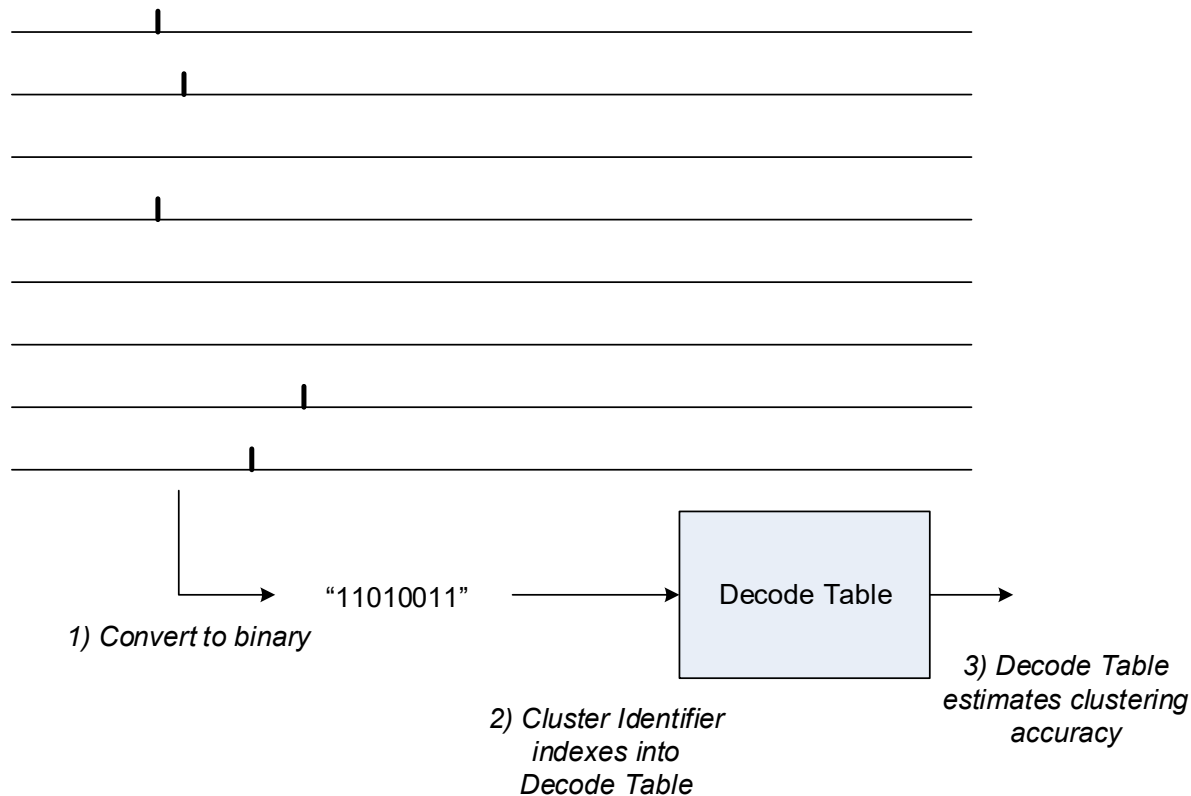 “11010011”
Decode Table
1) Convert to binary
2) Cluster Identifier
indexes into
Decode Table
3) Decode Table
estimates clustering
accuracy